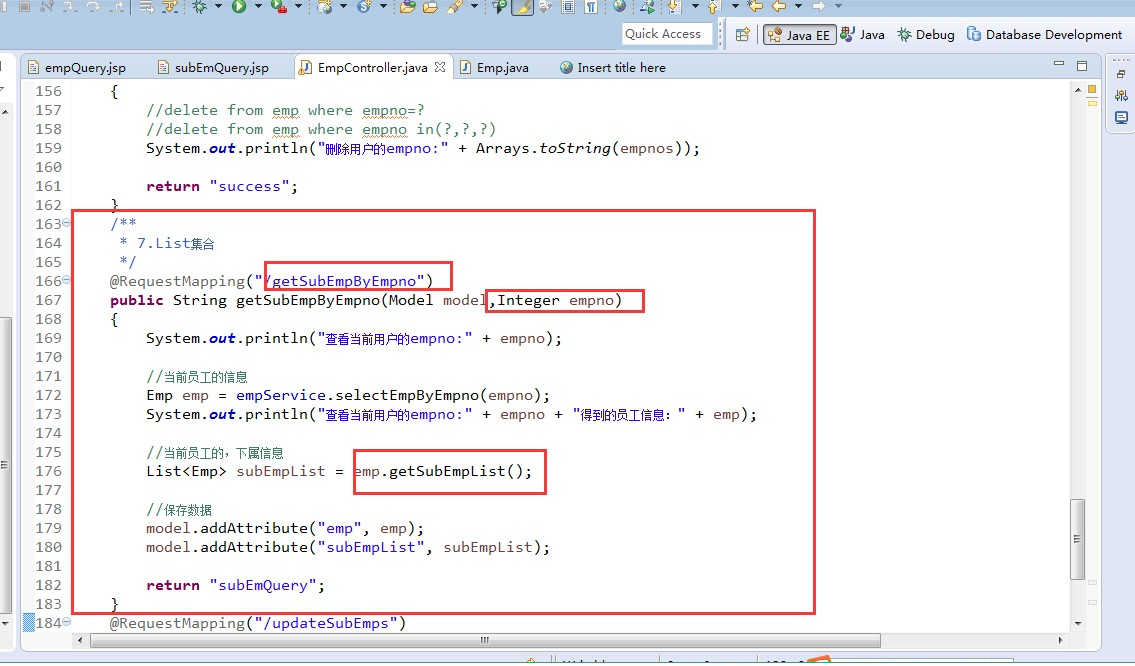 Quick Access
Java EE
Java
Debug
Database Development
empQuery.jsp
subEmQuery.jsp
EmpController.java
Emp.java
Insert title here
156 {
157 //delete from emp where empno=?
158 //delete from emp where empno in(?,?,?)
159 System.out.println("删除用户的empno:" + Arrays.toString(empnos));
160
161 return "success";
162 }
163 /**
164 * 7.List集合
165 */
166 @RequestMapping("/getSubEmpByEmpno")
167 public String getSubEmpByEmpno(Model model,Integer empno)
168 {
169 System.out.println("查看当前用户的empno:" + empno);
170
171 //当前员工的信息
172 Emp emp = empService.selectEmpByEmpno(empno);
173 System.out.println("查看当前用户的empno:" + empno + "得到的员工信息：" + emp);
174
175 //当前员工的，下属信息
176 List<Emp> subEmpList = emp.getSubEmpList();
177
178 //保存数据
179 model.addAttribute("emp", emp);
180 model.addAttribute("subEmpList", subEmpList);
181
182 return "subEmQuery";
183 }
184 @RequestMapping("/updateSubEmps")